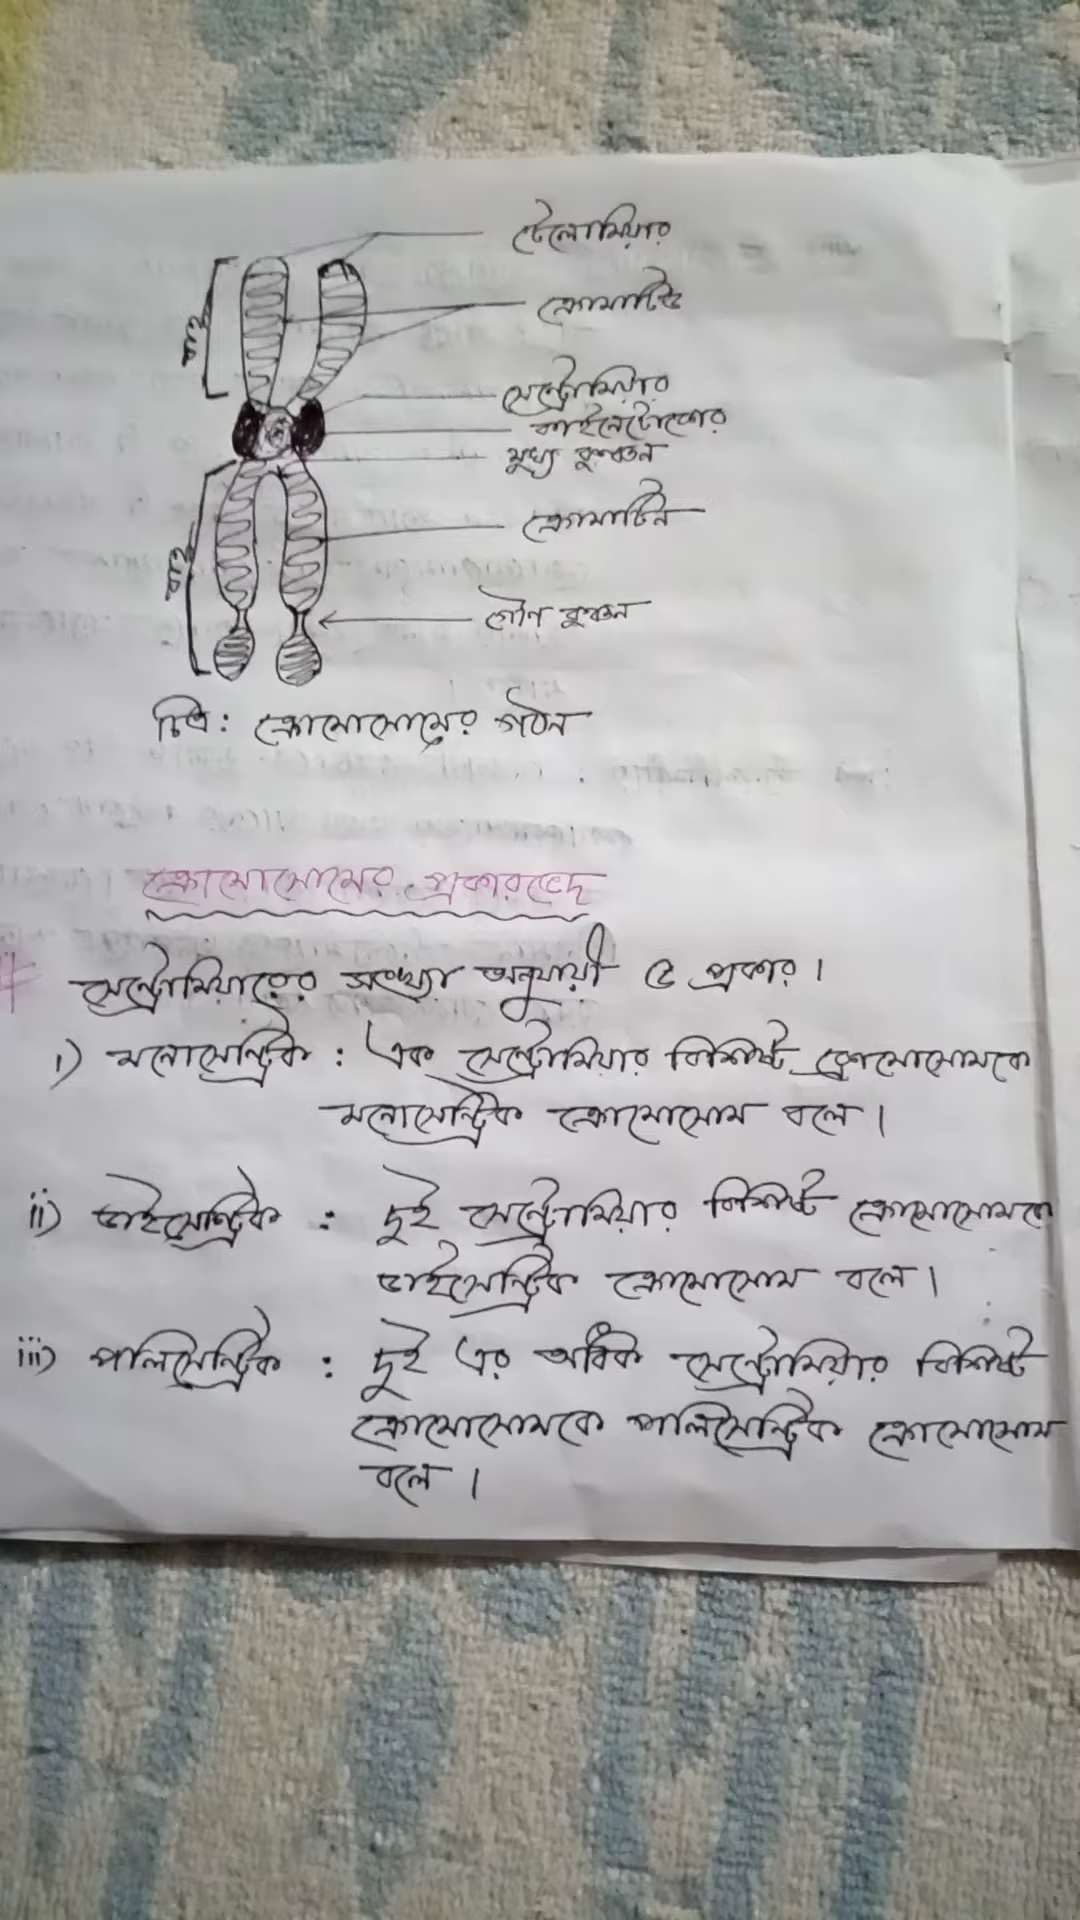 টেলোমিয়ার
ক্রোমাটিড
বাহু
সেন্ট্রোমিয়ার
কাইনেটোকোর
মুখ্য কুঞ্চন
ক্রোমাটিন
বাহু
গৌণ কুঞ্চন
চিত্র: ক্রোমোসোমের গঠন
ক্রোমোসোমের প্রকারভেদ
# সেন্ট্রোমিয়ারের সংখ্যা অনুযায়ী ৫ প্রকার।
i) মনোসেন্ট্রিক: এক সেন্ট্রোমিয়ার বিশিষ্ট ক্রোমোসোমকে
মনোসেন্ট্রিক ক্রোমোসোম বলে।
ii) ডাইসেন্ট্রিক: দুই সেন্ট্রোমিয়ার বিশিষ্ট ক্রোমোসোমকে
ডাইসেন্ট্রিক ক্রোমোসোম বলে।
iii) পলিসেন্ট্রিক: দুই এর অধিক সেন্ট্রোমিয়ার বিশিষ্ট
ক্রোমোসোমকে পলিসেন্ট্রিক ক্রোমোসোম
বলে।